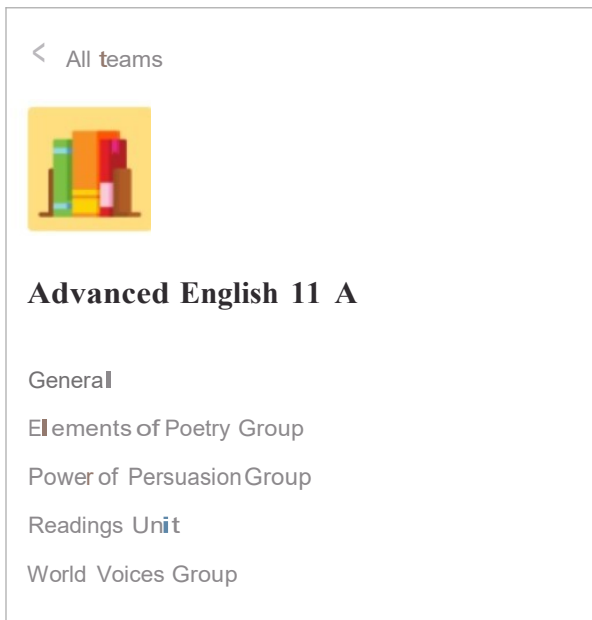 All teams
Advanced English 11 A
General
Elements of Poetry Group
Power of Persuasion Group
Readings Unit
World Voices Group